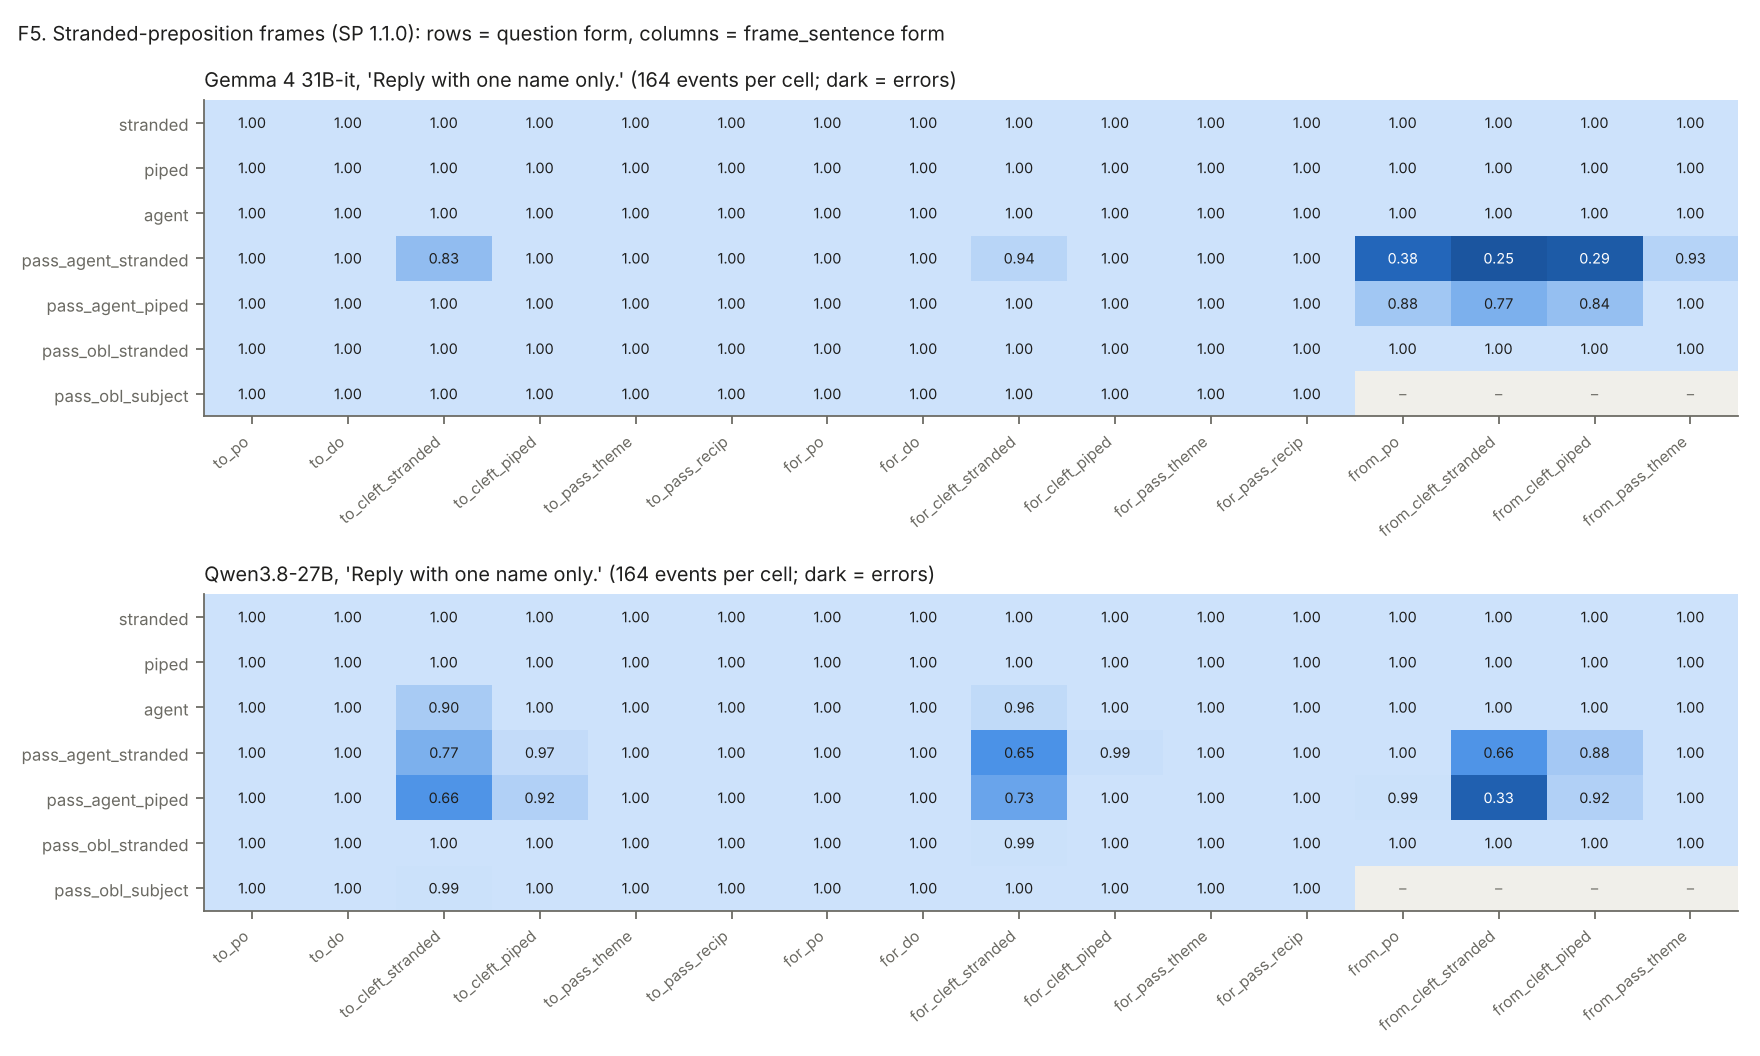 F5. Stranded-preposition frames (SP 1.1.0): rows = question form, columns = frame_sentence form
Gemma 4 31B-it, 'Reply with one name only.' (164 events per cell; dark = errors)
stranded 1.00 1.00 1.00 1.00 1.00 1.00 1.00 1.00 1.00 1.00 1.00 1.00 1.00 1.00 1.00 1.00
piped 1.00 1.00 1.00 1.00 1.00 1.00 1.00 1.00 1.00 1.00 1.00 1.00 1.00 1.00 1.00 1.00
agent 1.00 1.00 1.00 1.00 1.00 1.00 1.00 1.00 1.00 1.00 1.00 1.00 1.00 1.00 1.00 1.00
pass_agent_stranded 1.00 1.00 0.83 1.00 1.00 1.00 1.00 1.00 0.94 1.00 1.00 1.00 0.38 0.25 0.29 0.93
pass_agent_piped 1.00 1.00 1.00 1.00 1.00 1.00 1.00 1.00 1.00 1.00 1.00 1.00 0.88 0.77 0.84 1.00
pass_obl_stranded 1.00 1.00 1.00 1.00 1.00 1.00 1.00 1.00 1.00 1.00 1.00 1.00 1.00 1.00 1.00 1.00
pass_obl_subject 1.00 1.00 1.00 1.00 1.00 1.00 1.00 1.00 1.00 1.00 1.00 1.00 – – – –
to_po to_do to_cleft_stranded to_cleft_piped to_pass_theme to_pass_recip for_po for_do for_cleft_stranded for_cleft_piped for_pass_theme for_pass_recip from_po from_cleft_stranded from_cleft_piped from_pass_theme
Qwen3.8-27B, 'Reply with one name only.' (164 events per cell; dark = errors)
stranded 1.00 1.00 1.00 1.00 1.00 1.00 1.00 1.00 1.00 1.00 1.00 1.00 1.00 1.00 1.00 1.00
piped 1.00 1.00 1.00 1.00 1.00 1.00 1.00 1.00 1.00 1.00 1.00 1.00 1.00 1.00 1.00 1.00
agent 1.00 1.00 0.90 1.00 1.00 1.00 1.00 1.00 0.96 1.00 1.00 1.00 1.00 1.00 1.00 1.00
pass_agent_stranded 1.00 1.00 0.77 0.97 1.00 1.00 1.00 1.00 0.65 0.99 1.00 1.00 1.00 0.66 0.88 1.00
pass_agent_piped 1.00 1.00 0.66 0.92 1.00 1.00 1.00 1.00 0.73 1.00 1.00 1.00 0.99 0.33 0.92 1.00
pass_obl_stranded 1.00 1.00 1.00 1.00 1.00 1.00 1.00 1.00 0.99 1.00 1.00 1.00 1.00 1.00 1.00 1.00
pass_obl_subject 1.00 1.00 0.99 1.00 1.00 1.00 1.00 1.00 1.00 1.00 1.00 1.00 – – – –
to_po to_do to_cleft_stranded to_cleft_piped to_pass_theme to_pass_recip for_po for_do for_cleft_stranded for_cleft_piped for_pass_theme for_pass_recip from_po from_cleft_stranded from_cleft_piped from_pass_theme